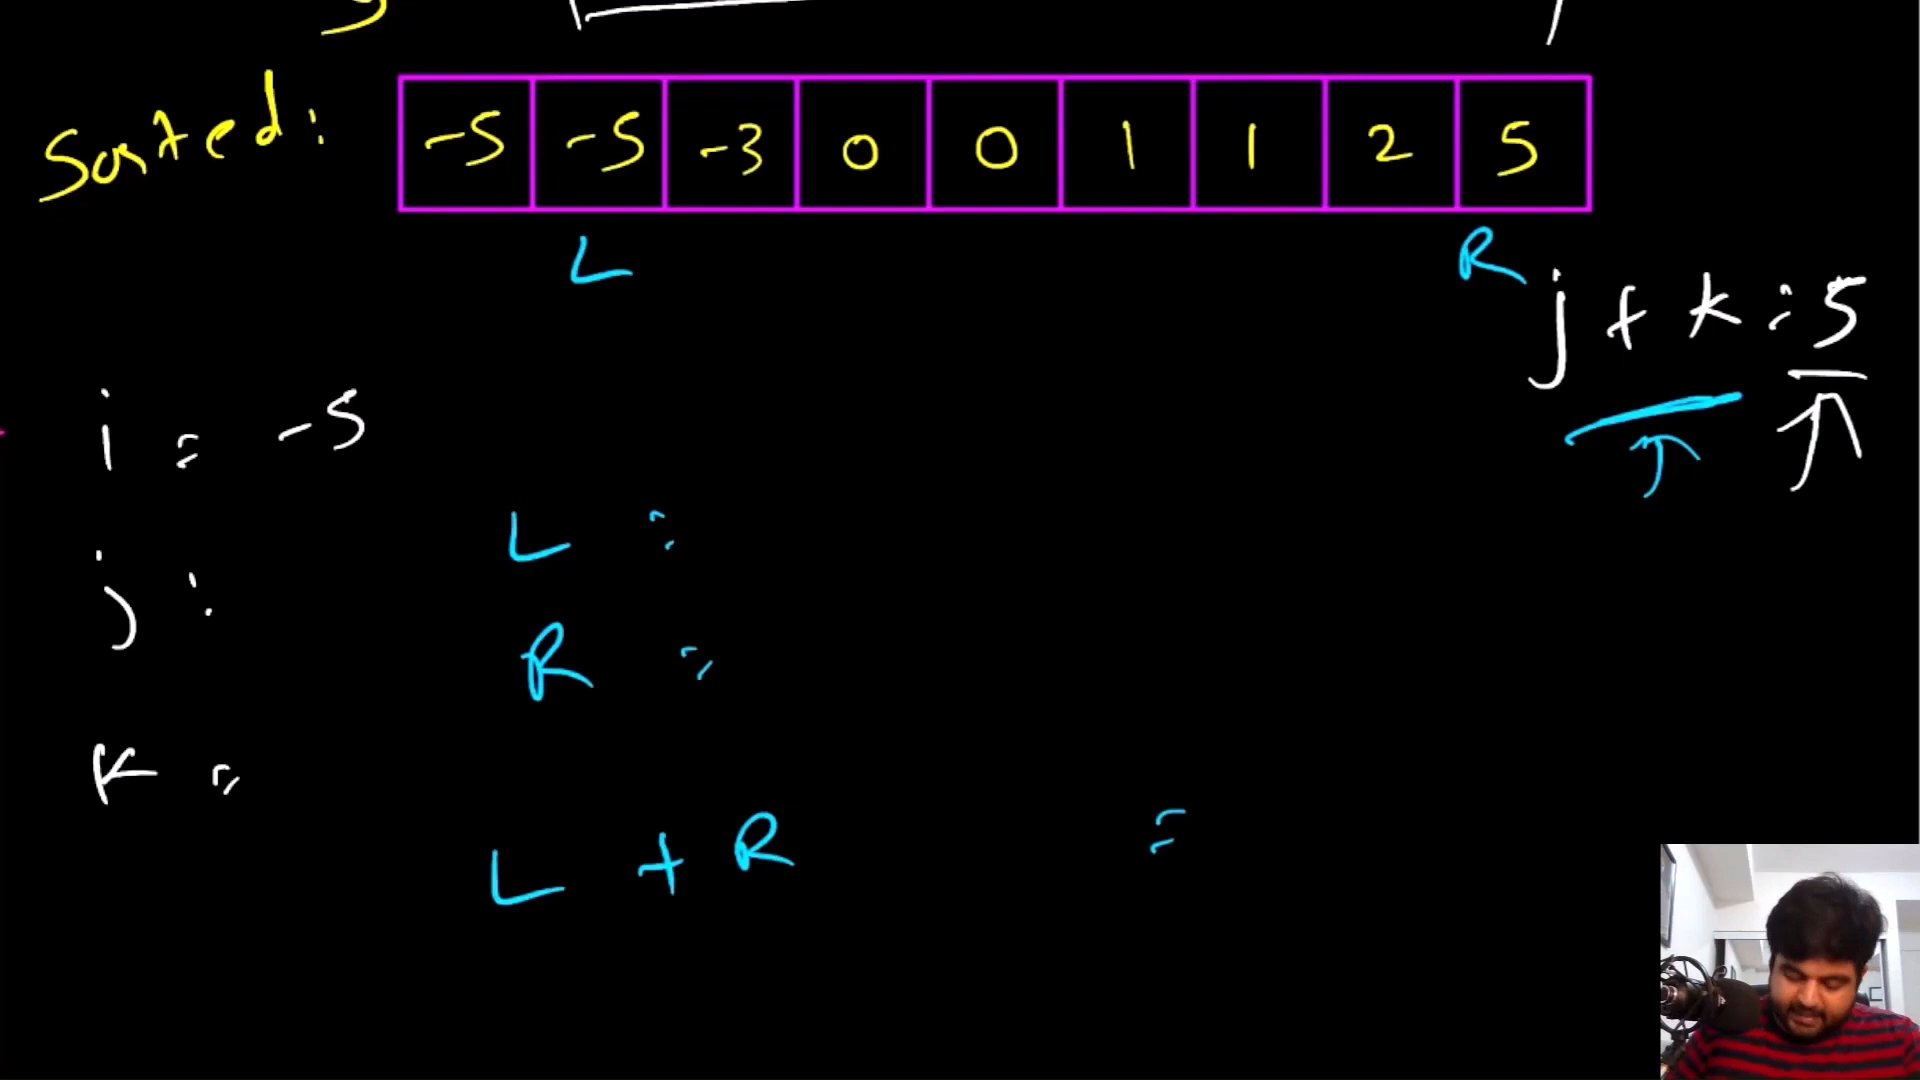 Sorted:
-5 -5 -3 0 0 1 1 2 5
L R
j + k = 5
i = -5
L =
j =
R =
k =
L + R =